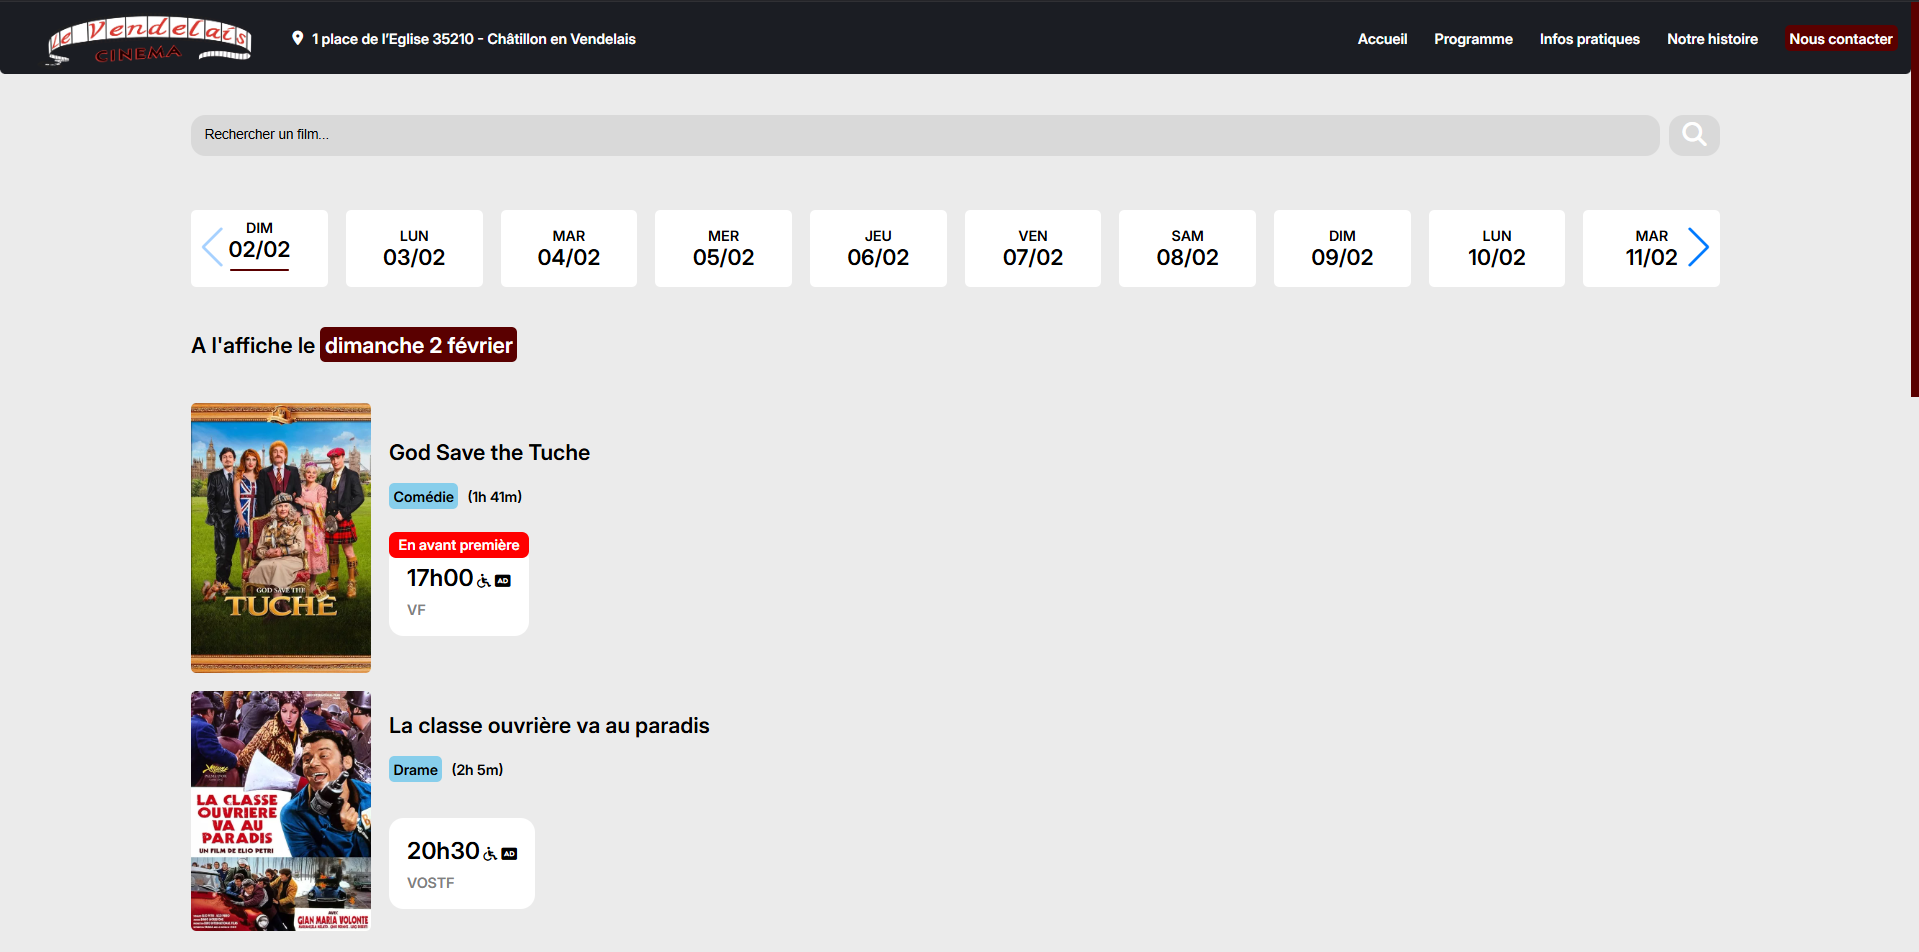 Le Vendelais
CINEMA
1 place de l'Eglise 35210 - Châtillon en Vendelais
Accueil
Programme
Infos pratiques
Notre histoire
Nous contacter
Rechercher un film...
DIM
02/02
LUN
03/02
MAR
04/02
MER
05/02
JEU
06/02
VEN
07/02
SAM
08/02
DIM
09/02
LUN
10/02
MAR
11/02
A l'affiche le dimanche 2 février
GOD SAVE THE
TUCHE
God Save the Tuche
Comédie (1h 41m)
En avant première
17h00 AD
VF
LA CLASSE
OUVRIERE
VA AU
PARADIS
UN FILM DE ELIO PETRI
AVEC
GIAN MARIA VOLONTE
La classe ouvrière va au paradis
Drame (2h 5m)
20h30 AD
VOSTF